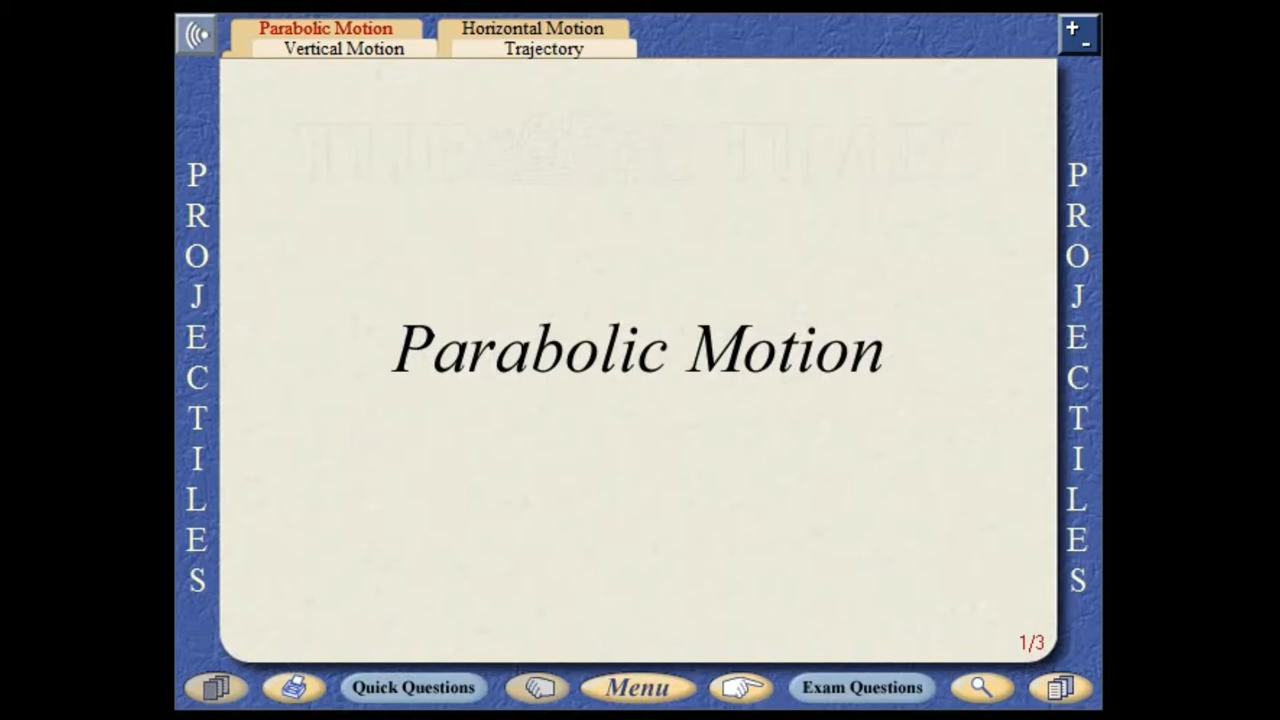 Parabolic Motion
Horizontal Motion
Vertical Motion
Trajectory
PROJECTILES
Parabolic Motion
PROJECTILES
1/3
Quick Questions
Menu
Exam Questions